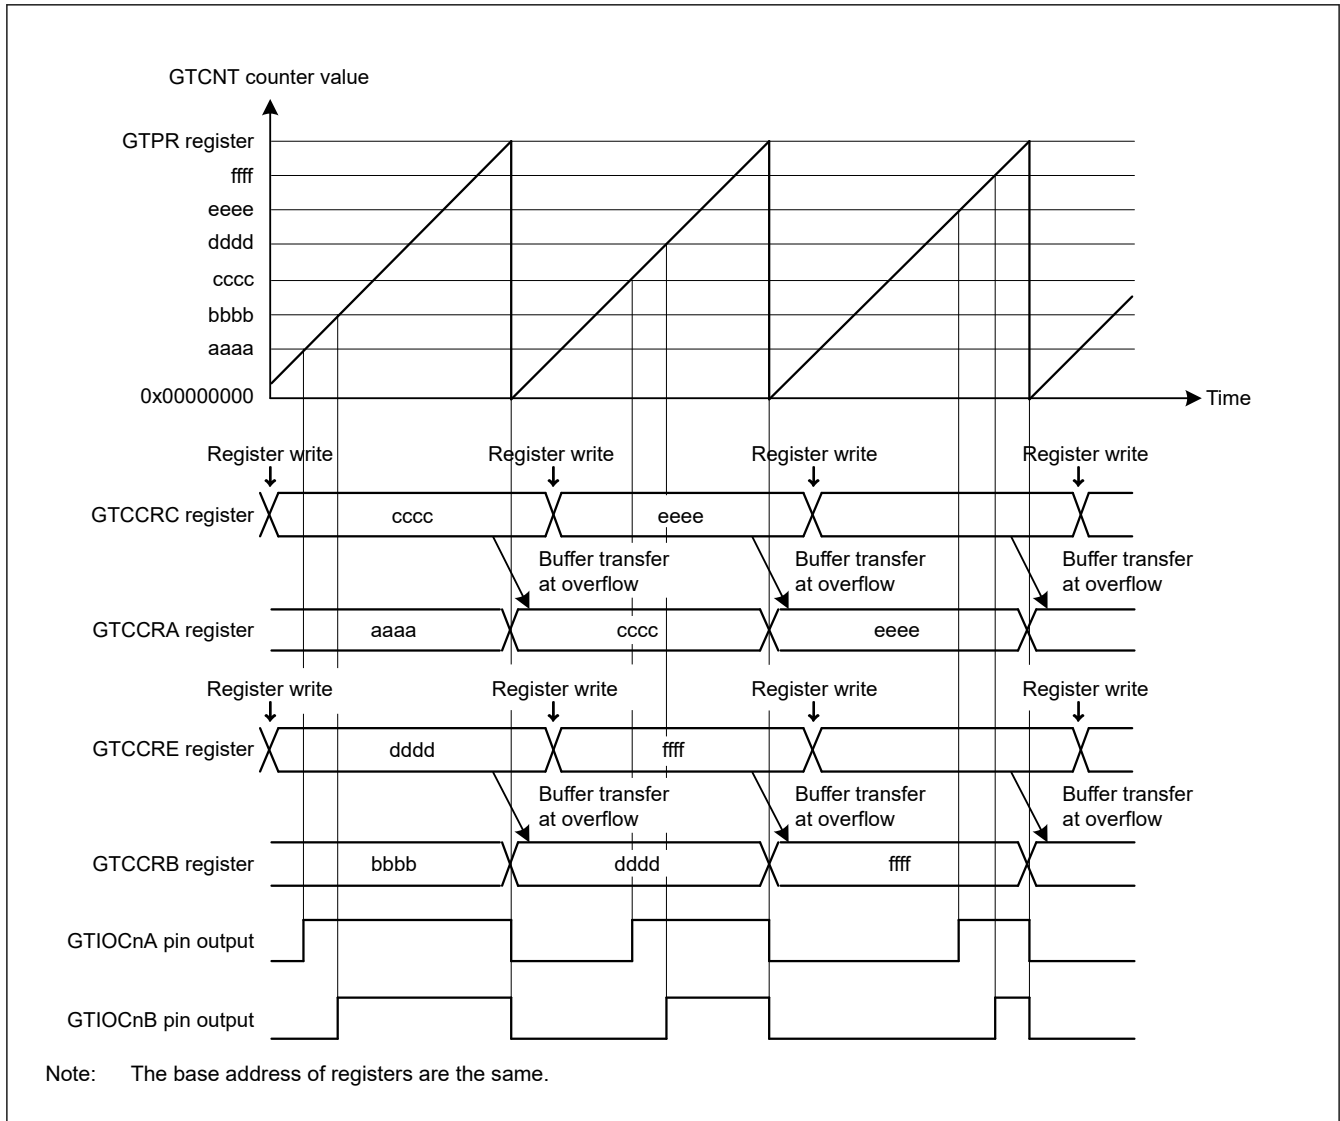 GTCNT counter value
GTPR register
ffff
eeee
dddd
cccc
bbbb
aaaa
0x00000000
Time
Register write Register write Register write Register write
GTCCRC register cccc eeee
Buffer transfer Buffer transfer Buffer transfer
at overflow at overflow at overflow
GTCCRA register aaaa cccc eeee
Register write Register write Register write Register write
GTCCRE register dddd ffff
Buffer transfer Buffer transfer Buffer transfer
at overflow at overflow at overflow
GTCCRB register bbbb dddd ffff
GTIOCnA pin output
GTIOCnB pin output
Note: The base address of registers are the same.